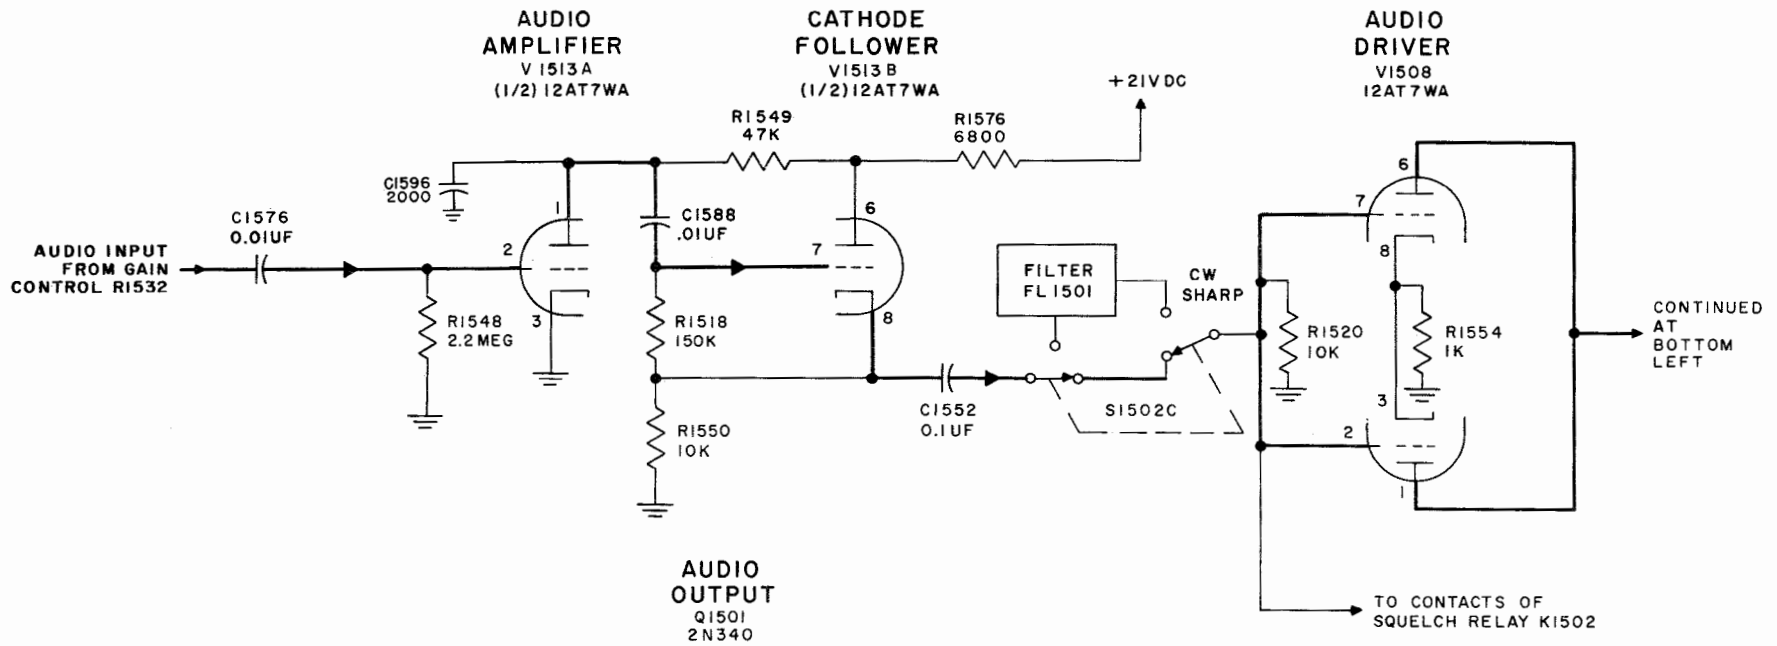 AUDIO
AMPLIFIER
V1513A
(1/2) 12AT7WA
CATHODE
FOLLOWER
V1513B
(1/2) 12AT7WA
AUDIO
DRIVER
V1508
12AT7WA
+21VDC
R1549
47K
R1576
6800
C1596
2000
C1576
0.01UF
AUDIO INPUT
FROM GAIN
CONTROL R1532
R1548
2.2MEG
1
2
3
C1588
.01UF
R1518
150K
R1550
10K
6
7
8
C1552
0.1UF
FILTER
FL1501
CW
SHARP
S1502C
R1520
10K
6
7
8
R1554
1K
3
2
1
CONTINUED
AT
BOTTOM
LEFT
TO CONTACTS OF
SQUELCH RELAY K1502
AUDIO
OUTPUT
Q1501
2N340